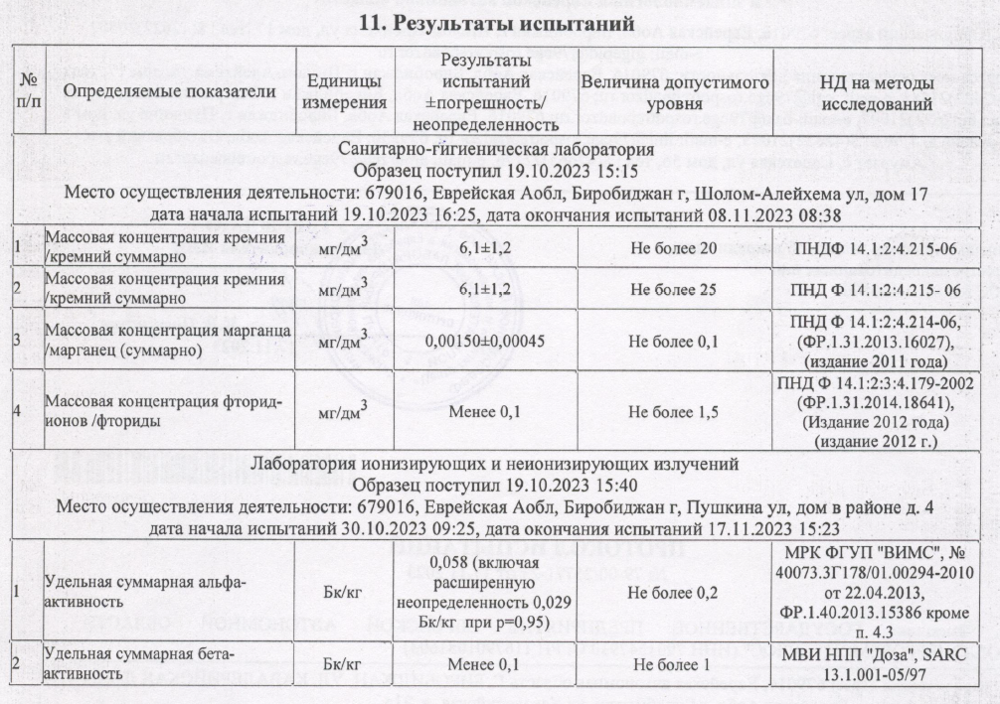 11. Результаты испытаний
№
п/п
Определяемые показатели
Единицы
измерения
Результаты
испытаний
±погрешность/
неопределенность
Величина допустимого
уровня
НД на методы
исследований
Санитарно-гигиеническая лаборатория
Образец поступил 19.10.2023 15:15
Место осуществления деятельности: 679016, Еврейская Аобл, Биробиджан г, Шолом-Алейхема ул, дом 17
дата начала испытаний 19.10.2023 16:25, дата окончания испытаний 08.11.2023 08:38
1
Массовая концентрация кремния
/кремний суммарно
мг/дм3
6,1±1,2
Не более 20
ПНДФ 14.1:2:4.215-06
2
Массовая концентрация кремния
/кремний суммарно
мг/дм3
6,1±1,2
Не более 25
ПНД Ф 14.1:2:4.215- 06
3
Массовая концентрация марганца
/марганец (суммарно)
мг/дм3
0,00150±0,00045
Не более 0,1
ПНД Ф 14.1:2:4.214-06,
(ФР.1.31.2013.16027),
(издание 2011 года)
4
Массовая концентрация фторид-
ионов /фториды
мг/дм3
Менее 0,1
Не более 1,5
ПНД Ф 14.1:2:3:4.179-2002
(ФР.1.31.2014.18641),
(Издание 2012 года)
(издание 2012 г.)
Лаборатория ионизирующих и неионизирующих излучений
Образец поступил 19.10.2023 15:40
Место осуществления деятельности: 679016, Еврейская Аобл, Биробиджан г, Пушкина ул, дом в районе д. 4
дата начала испытаний 30.10.2023 09:25, дата окончания испытаний 17.11.2023 15:23
1
Удельная суммарная альфа-
активность
Бк/кг
0,058 (включая
расширенную
неопределенность 0,029
Бк/кг при р=0,95)
Не более 0,2
МРК ФГУП "ВИМС", №
40073.3Г178/01.00294-2010
от 22.04.2013,
ФР.1.40.2013.15386 кроме
п. 4.3
2
Удельная суммарная бета-
активность
Бк/кг
Менее 0,1
Не более 1
МВИ НПП "Доза", SARC
13.1.001-05/97